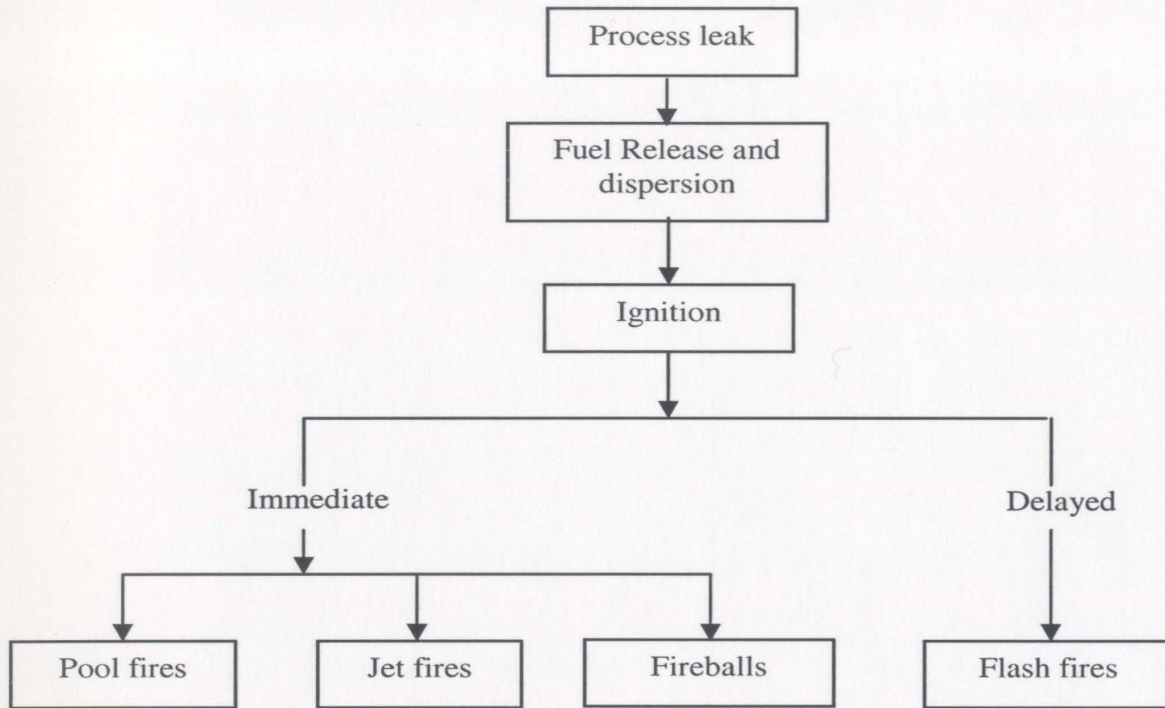 Process leak
Fuel Release and
dispersion
Ignition
Immediate
Delayed
Pool fires
Jet fires
Fireballs
Flash fires